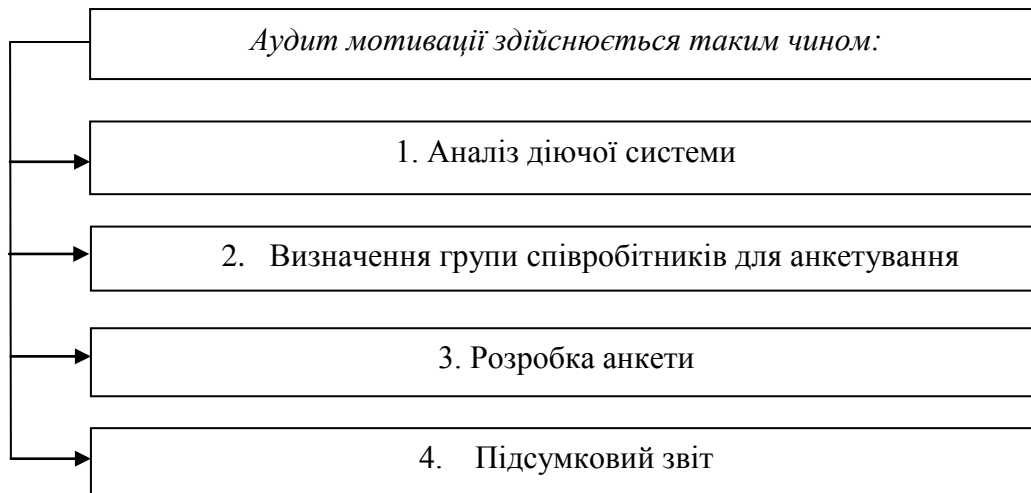 Аудит мотивації здійснюється таким чином:
1. Аналіз діючої системи
2. Визначення групи співробітників для анкетування
3. Розробка анкети
4. Підсумковий звіт